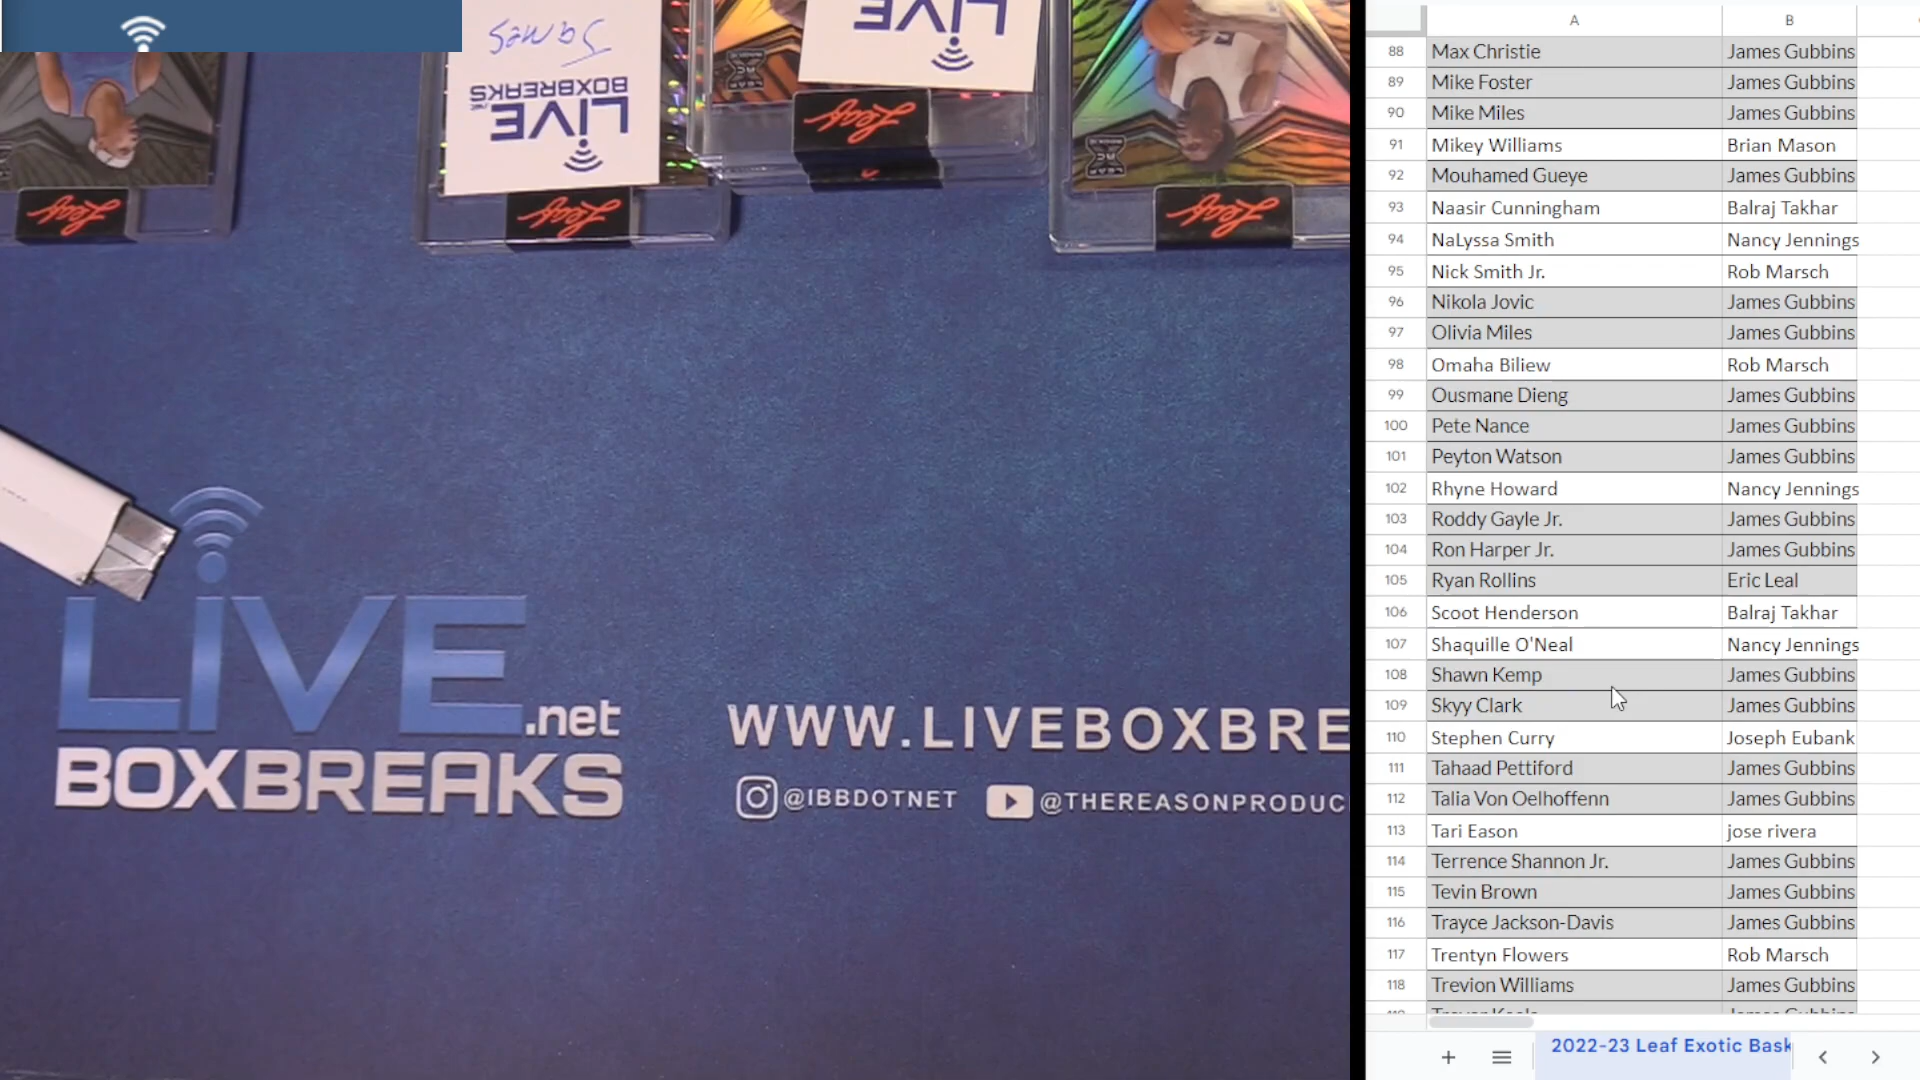 James
LIVE
.net
BOXBREAKS
LIVE
Leaf
Leaf
Leaf
Leaf
LIVE.net
BOXBREAKS
WWW.LIVEBOXBRE
@IBBDOTNET
@THEREASONPRODUC
A B
88 Max Christie James Gubbins
89 Mike Foster James Gubbins
90 Mike Miles James Gubbins
91 Mikey Williams Brian Mason
92 Mouhamed Gueye James Gubbins
93 Naasir Cunningham Balraj Takhar
94 NaLyssa Smith Nancy Jennings
95 Nick Smith Jr. Rob Marsch
96 Nikola Jovic James Gubbins
97 Olivia Miles James Gubbins
98 Omaha Biliew Rob Marsch
99 Ousmane Dieng James Gubbins
100 Pete Nance James Gubbins
101 Peyton Watson James Gubbins
102 Rhyne Howard Nancy Jennings
103 Roddy Gayle Jr. James Gubbins
104 Ron Harper Jr. James Gubbins
105 Ryan Rollins Eric Leal
106 Scoot Henderson Balraj Takhar
107 Shaquille O'Neal Nancy Jennings
108 Shawn Kemp James Gubbins
109 Skyy Clark James Gubbins
110 Stephen Curry Joseph Eubank
111 Tahaad Pettiford James Gubbins
112 Talia Von Oelhoffenn James Gubbins
113 Tari Eason jose rivera
114 Terrence Shannon Jr. James Gubbins
115 Tevin Brown James Gubbins
116 Trayce Jackson-Davis James Gubbins
117 Trentyn Flowers Rob Marsch
118 Trevion Williams James Gubbins
2022-23 Leaf Exotic Bask